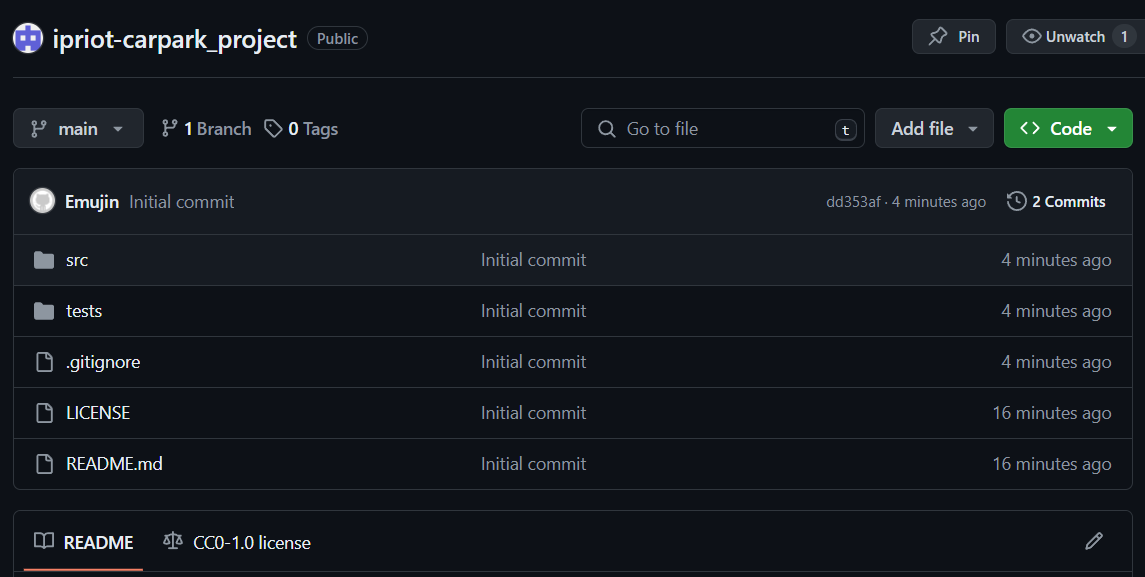 ipriot-carpark_project Public Pin Unwatch 1
main 1 Branch 0 Tags Go to file t Add file Code
Emujin Initial commit dd353af · 4 minutes ago 2 Commits
src Initial commit 4 minutes ago
tests Initial commit 4 minutes ago
.gitignore Initial commit 4 minutes ago
LICENSE Initial commit 16 minutes ago
README.md Initial commit 16 minutes ago
README CC0-1.0 license